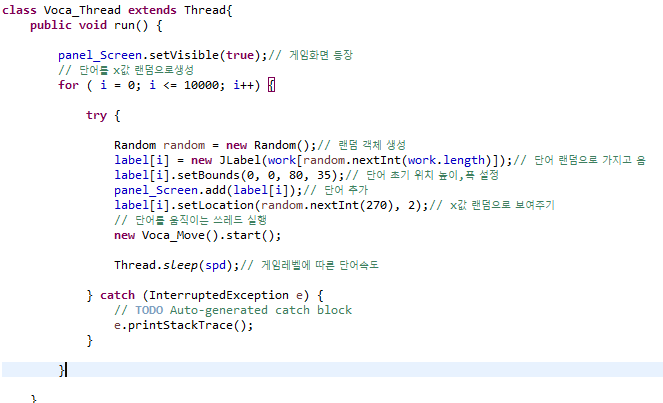 class Voca_Thread extends Thread{
public void run() {
panel_Screen.setVisible(true);// 게임화면 등장
// 단어를 x값 랜덤으로생성
for ( i = 0; i <= 10000; i++) {
try {
Random random = new Random();// 랜덤 객체 생성
label[i] = new JLabel(work[random.nextInt(work.length)]);// 단어 랜덤으로 가지고 옴
label[i].setBounds(0, 0, 80, 35);// 단어 초기 위치 높이,폭 설정
panel_Screen.add(label[i]);// 단어 추가
label[i].setLocation(random.nextInt(270), 2);// x값 랜덤으로 보여주기
// 단어를 움직이는 쓰레드 실행
new Voca_Move().start();
Thread.sleep(spd);// 게임레벨에 따른 단어속도
} catch (InterruptedException e) {
// TODO Auto-generated catch block
e.printStackTrace();
}
}
}